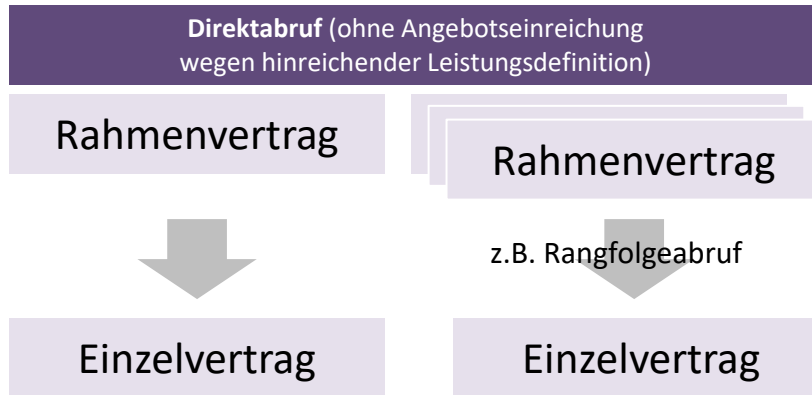 Direktabruf (ohne Angebotseinreichung
wegen hinreichender Leistungsdefinition)
Rahmenvertrag
Rahmenvertrag
z.B. Rangfolgeabruf
Einzelvertrag
Einzelvertrag